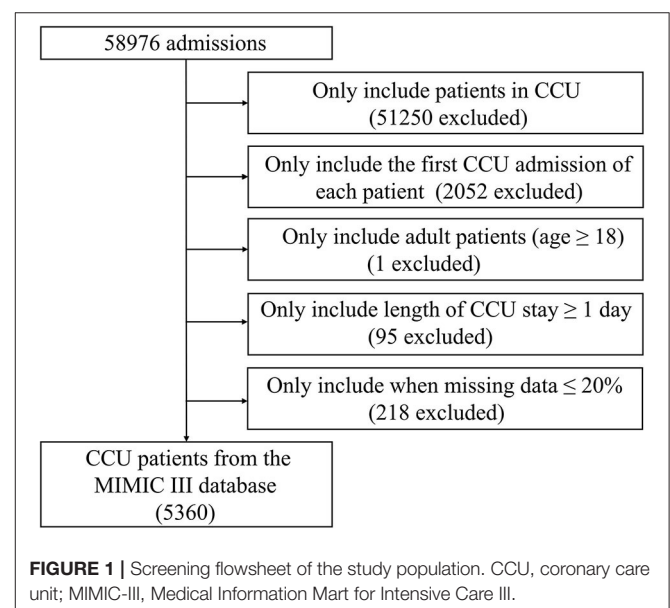 58976 admissions
Only include patients in CCU
(51250 excluded)
Only include the first CCU admission of
each patient (2052 excluded)
Only include adult patients (age ≥ 18)
(1 excluded)
Only include length of CCU stay ≥ 1 day
(95 excluded)
Only include when missing data ≤ 20%
(218 excluded)
CCU patients from the
MIMIC III database
(5360)
FIGURE 1 | Screening flowsheet of the study population. CCU, coronary care
unit; MIMIC-III, Medical Information Mart for Intensive Care III.